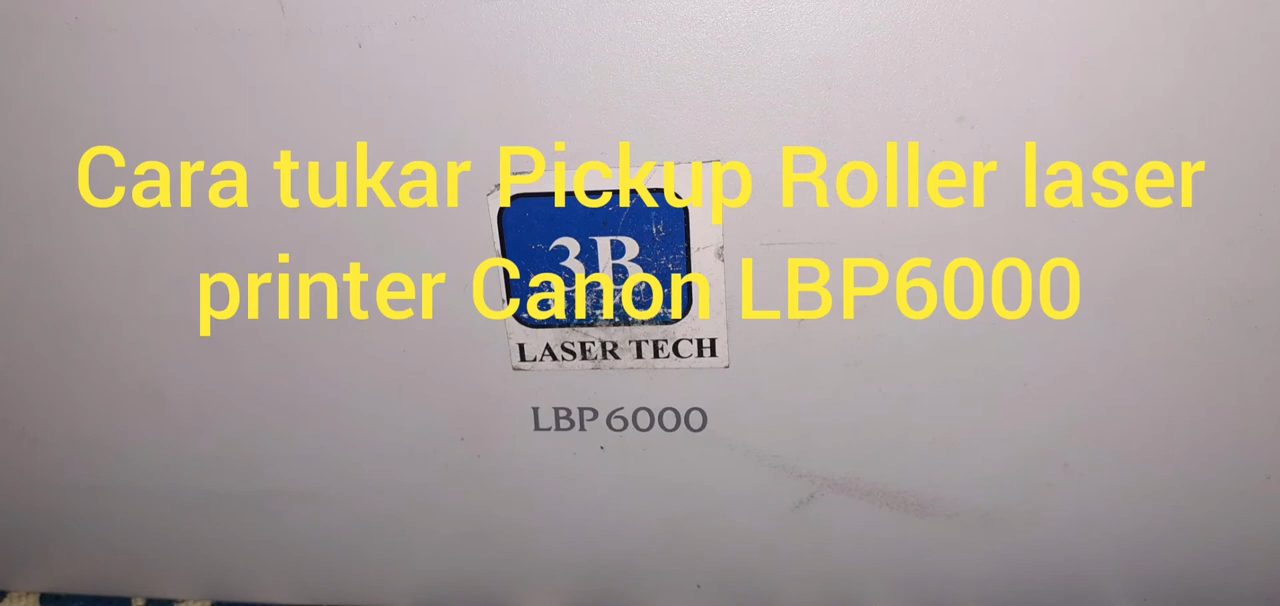 Cara tukar Pickup Roller laser
printer Canon LBP6000
3B
LASER TECH
LBP 6000